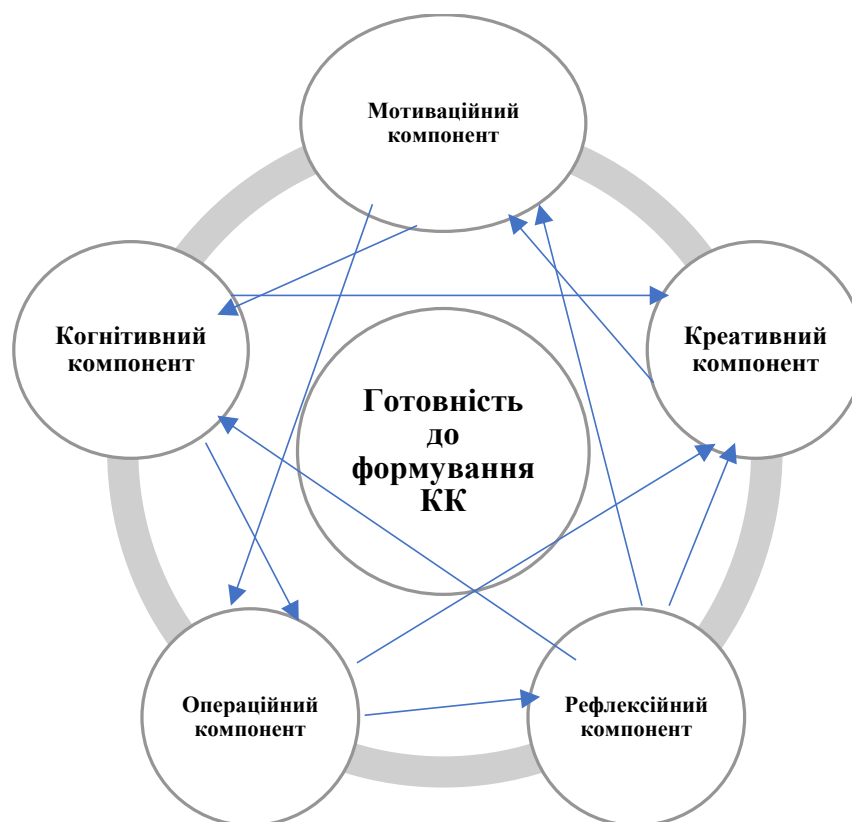 Мотиваційний
компонент
Когнітивний
компонент
Креативний
компонент
Готовність
до
формування
КК
Операційний
компонент
Рефлексійний
компонент